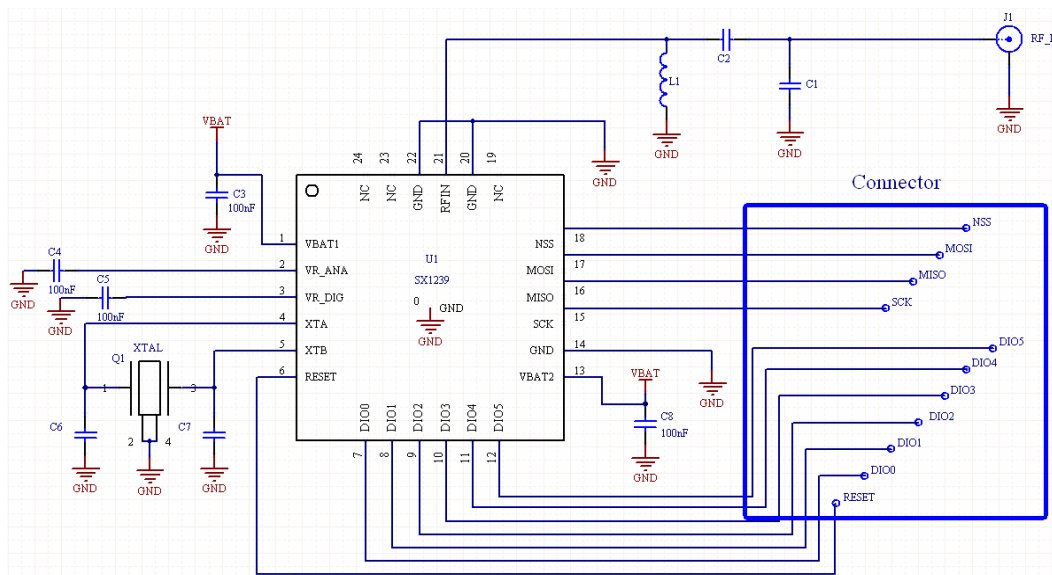 J1
RF_I
C2
L1
C1
GND
GND
GND
VBAT
24 23 22 21 20 19
GND
NC NC GND RFIN GND NC
Connector
C3
100nF
GND
NSS
1 VBAT1 NSS 18
U1
MOSI
C4
2 VR_ANA MOSI 17
SX1239
MISO
100nF
C5
3 VR_DIG MISO 16
GND
0 GND
SCK
100nF
4 XTA SCK 15
GND
GND
XTAL
Q1
5 XTB GND 14
DIO5
6 RESET VBAT2 13
VBAT
DIO4
1 3
GND
DIO3
DIO0 DIO1 DIO2 DIO3 DIO4 DIO5
C8
100nF
DIO2
C6 C7
2 4
DIO1
7 8 9 10 11 12
GND
DIO0
GND GND GND
RESET